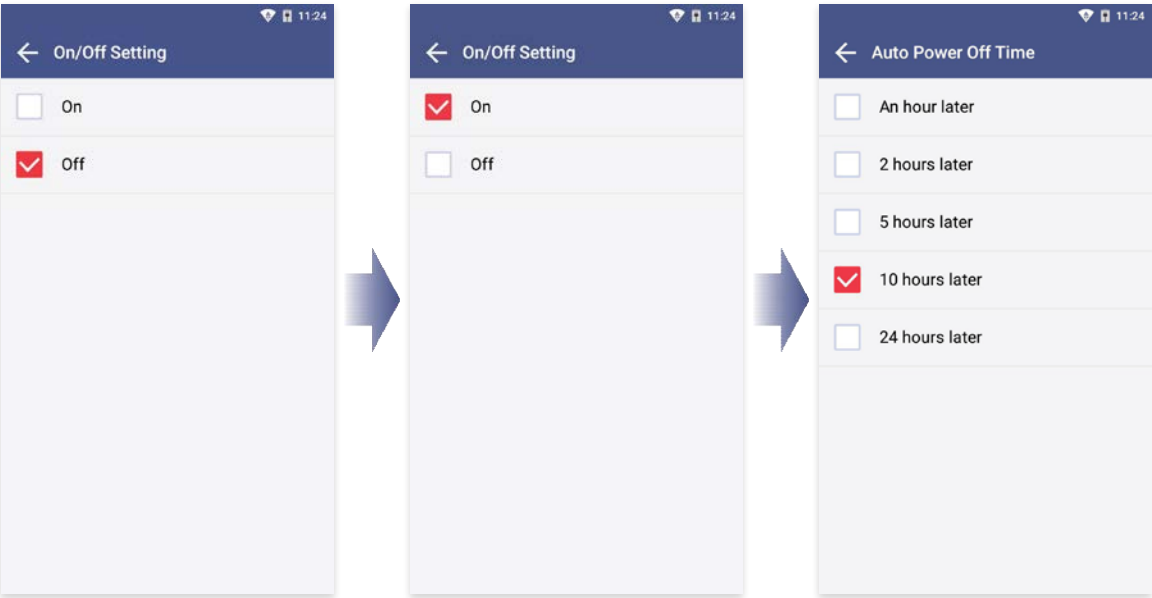 11:24
On/Off Setting
On
Off
11:24
On/Off Setting
On
Off
11:24
Auto Power Off Time
An hour later
2 hours later
5 hours later
10 hours later
24 hours later